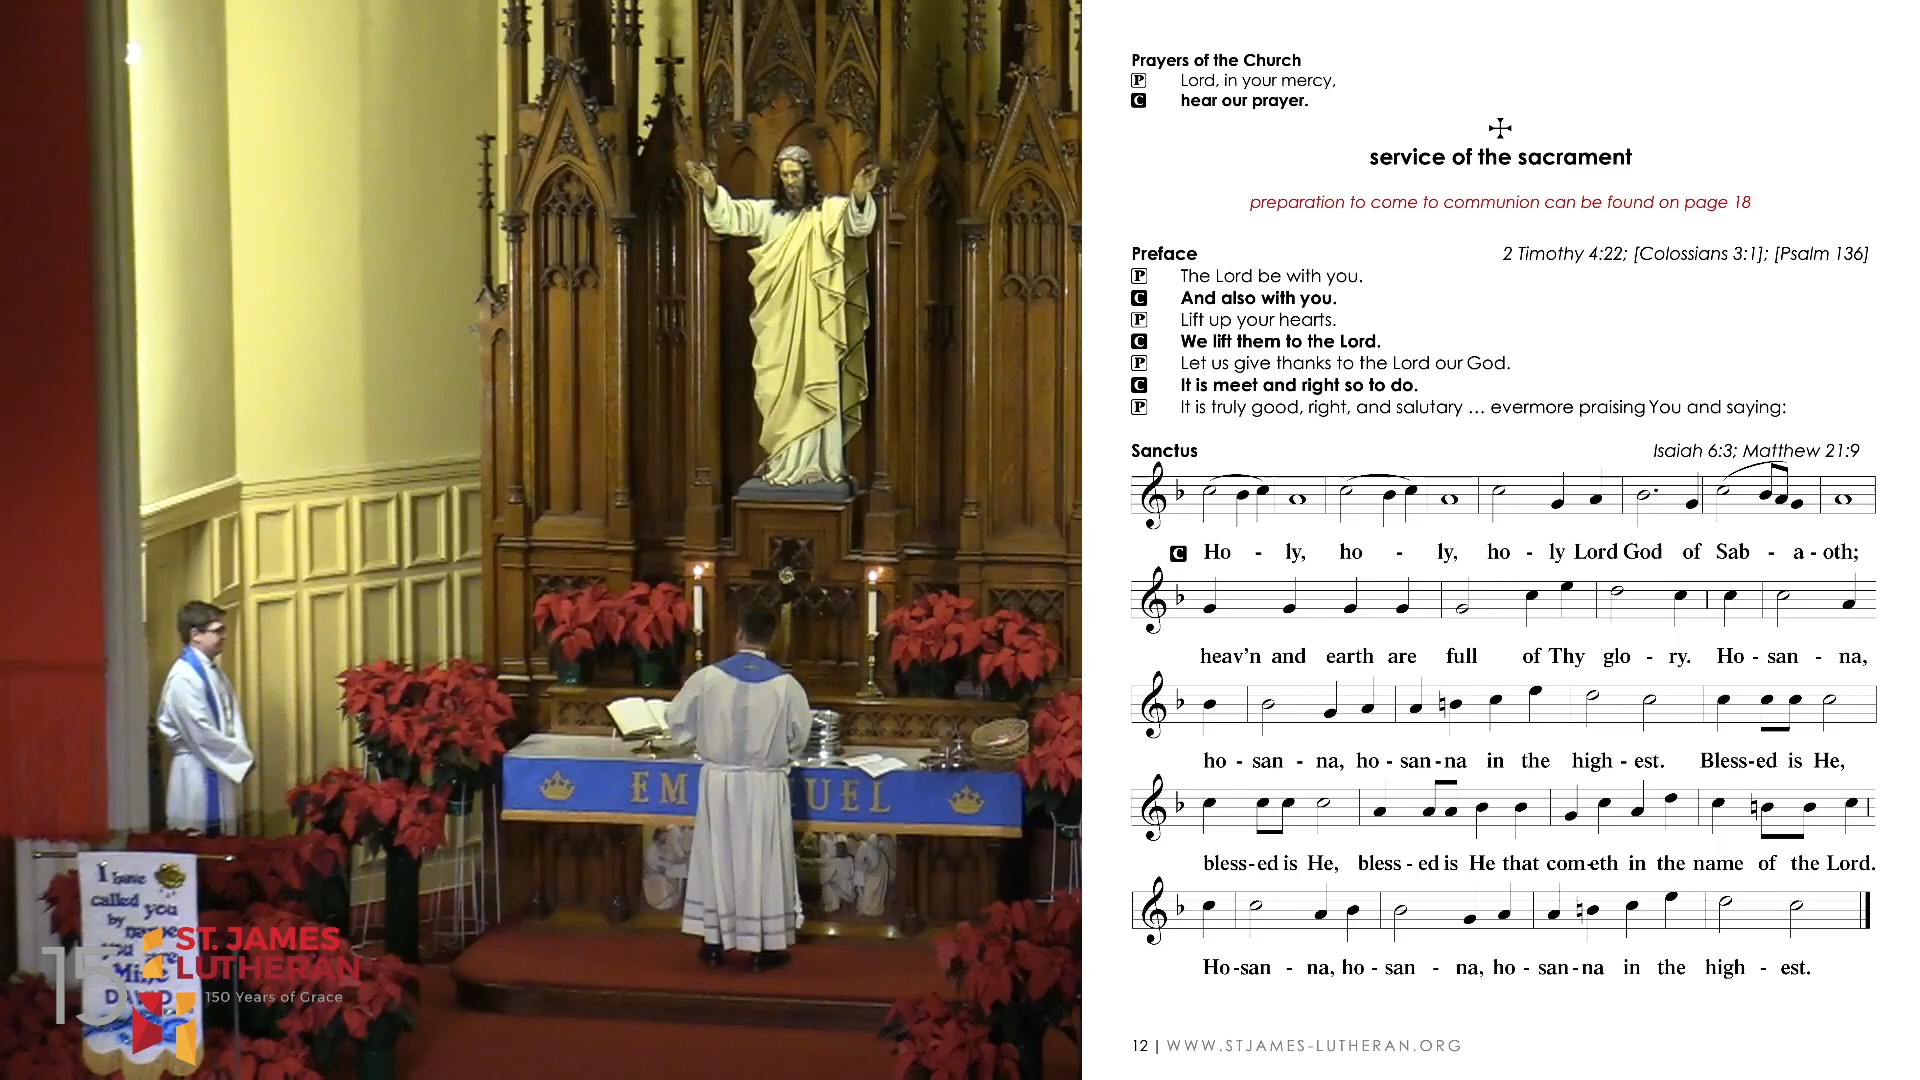 EM UEL
I have
called you
by
name
you are
Mine
DAVID
15
ST. JAMES
LUTHERAN
150 Years of Grace
Prayers of the Church
P Lord, in your mercy,
C hear our prayer.
service of the sacrament
preparation to come to communion can be found on page 18
Preface 2 Timothy 4:22; [Colossians 3:1]; [Psalm 136]
P The Lord be with you.
C And also with you.
P Lift up your hearts.
C We lift them to the Lord.
P Let us give thanks to the Lord our God.
C It is meet and right so to do.
P It is truly good, right, and salutary … evermore praising You and saying:
Sanctus Isaiah 6:3; Matthew 21:9
C Ho - ly, ho - ly, ho - ly Lord God of Sab - a - oth;
heav'n and earth are full of Thy glo - ry. Ho - san - na,
ho - san - na, ho - san - na in the high - est. Bless-ed is He,
bless-ed is He, bless - ed is He that com-eth in the name of the Lord.
Ho-san - na, ho - san - na, ho - san-na in the high - est.
12 | WWW.STJAMES-LUTHERAN.ORG